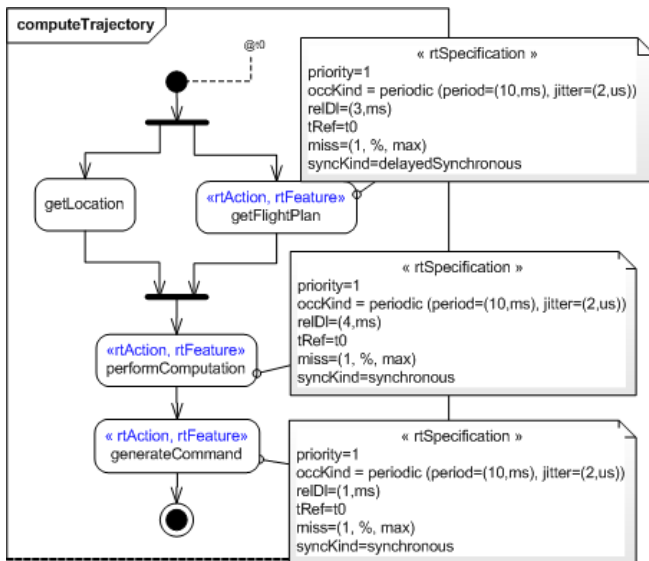 computeTrajectory
@t0
« rtSpecification »
priority=1
occKind = periodic (period=(10,ms), jitter=(2,us))
relDl=(3,ms)
tRef=t0
miss=(1, %, max)
syncKind=delayedSynchronous
getLocation
«rtAction, rtFeature»
getFlightPlan
« rtSpecification »
priority=1
occKind = periodic (period=(10,ms), jitter=(2,us))
relDl=(4,ms)
tRef=t0
miss=(1, %, max)
syncKind=synchronous
«rtAction, rtFeature»
performComputation
« rtAction, rtFeature»
generateCommand
« rtSpecification »
priority=1
occKind = periodic (period=(10,ms), jitter=(2,us))
relDl=(1,ms)
tRef=t0
miss=(1, %, max)
syncKind=synchronous